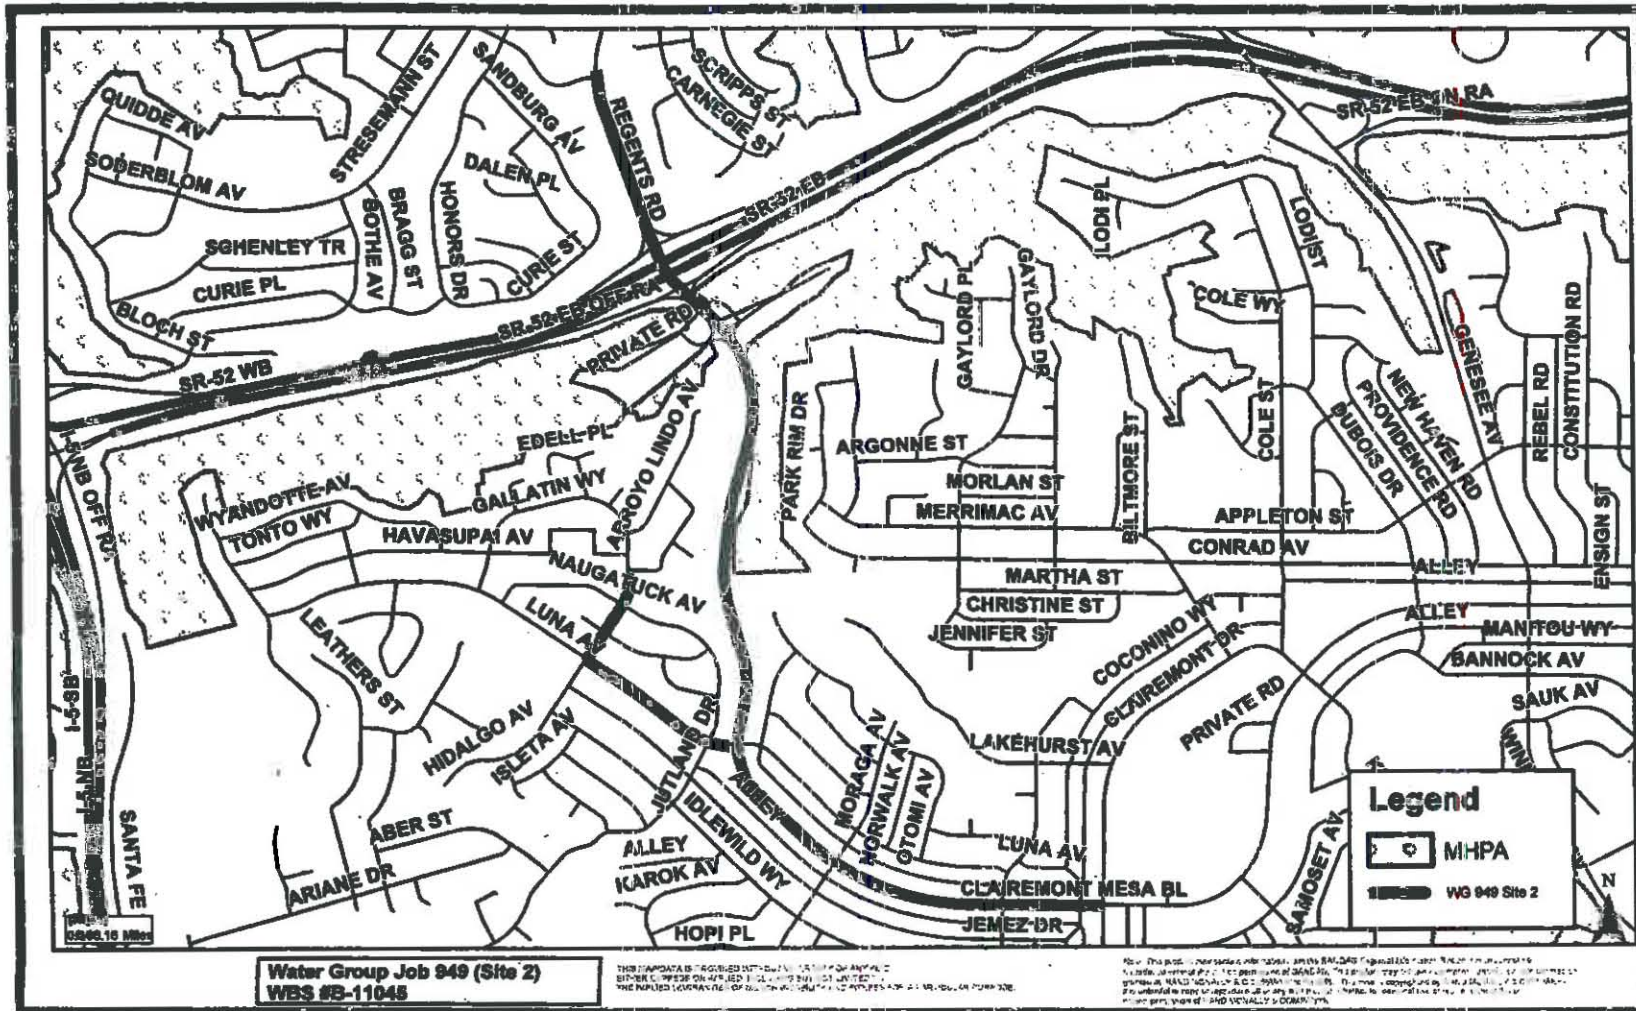 QUIDDE AV
STRESEMANN ST
SANDBURG AV
REGENTS RD
SCRIPPS ST
CARNEGIE ST
SR-52 EB
SODERBLOM AV
DALEN PL
BRAGG ST
BOTHE AV
HONORS DR
SR-52 EB
LODI PL
LODI ST
SCHENLEY TR
CURIE ST
CURIE PL
BLOCH ST
GAYLORD PL
GAYLORD DR
COLE WY
GENESEE AV
CONSTITUTION RD
REBEL RD
SR-52 EB OFF RA
PRIVATE RD
SR-52 WB
NEW HAVEN RD
PROVIDENCE RD
DUBOIS DR
PARK RIM DR
ARGONNE ST
BILTMORE ST
COLE ST
EDELL PL
ARROYO LINDO AV
GALLATIN WY
WYANDOTTE AV
TONTO WY
HAVASUPAI AV
MORLAN ST
MERRIMAC AV
APPLETON ST
CONRAD AV
ENSIGN ST
NAUGATUCK AV
MARTHA ST
ALLEY
LUNA AV
CHRISTINE ST
JENNIFER ST
COCONINO WY
CLAIREMONT DR
ALLEY
MANITOU WY
BANNOCK AV
SAUK AV
LEATHERS ST
PRIVATE RD
HIDALGO AV
ISLETA AV
JUTLAND DR
LAKEHURST AV
MORAGA AV
NORWALK AV
OTOMI AV
I-5 SB
I-5 NB
SANTA FE
IDLEWILD WY
ABER ST
ARIANE DR
ALLEY
KAROK AV
HOPI PL
LUNA AV
CLAIREMONT MESA BL
JEMEZ DR
SAMOSET AV
Legend
MHPA
WG 949 Site 2
N
Water Group Job 949 (Site 2)
WBS #B-11045